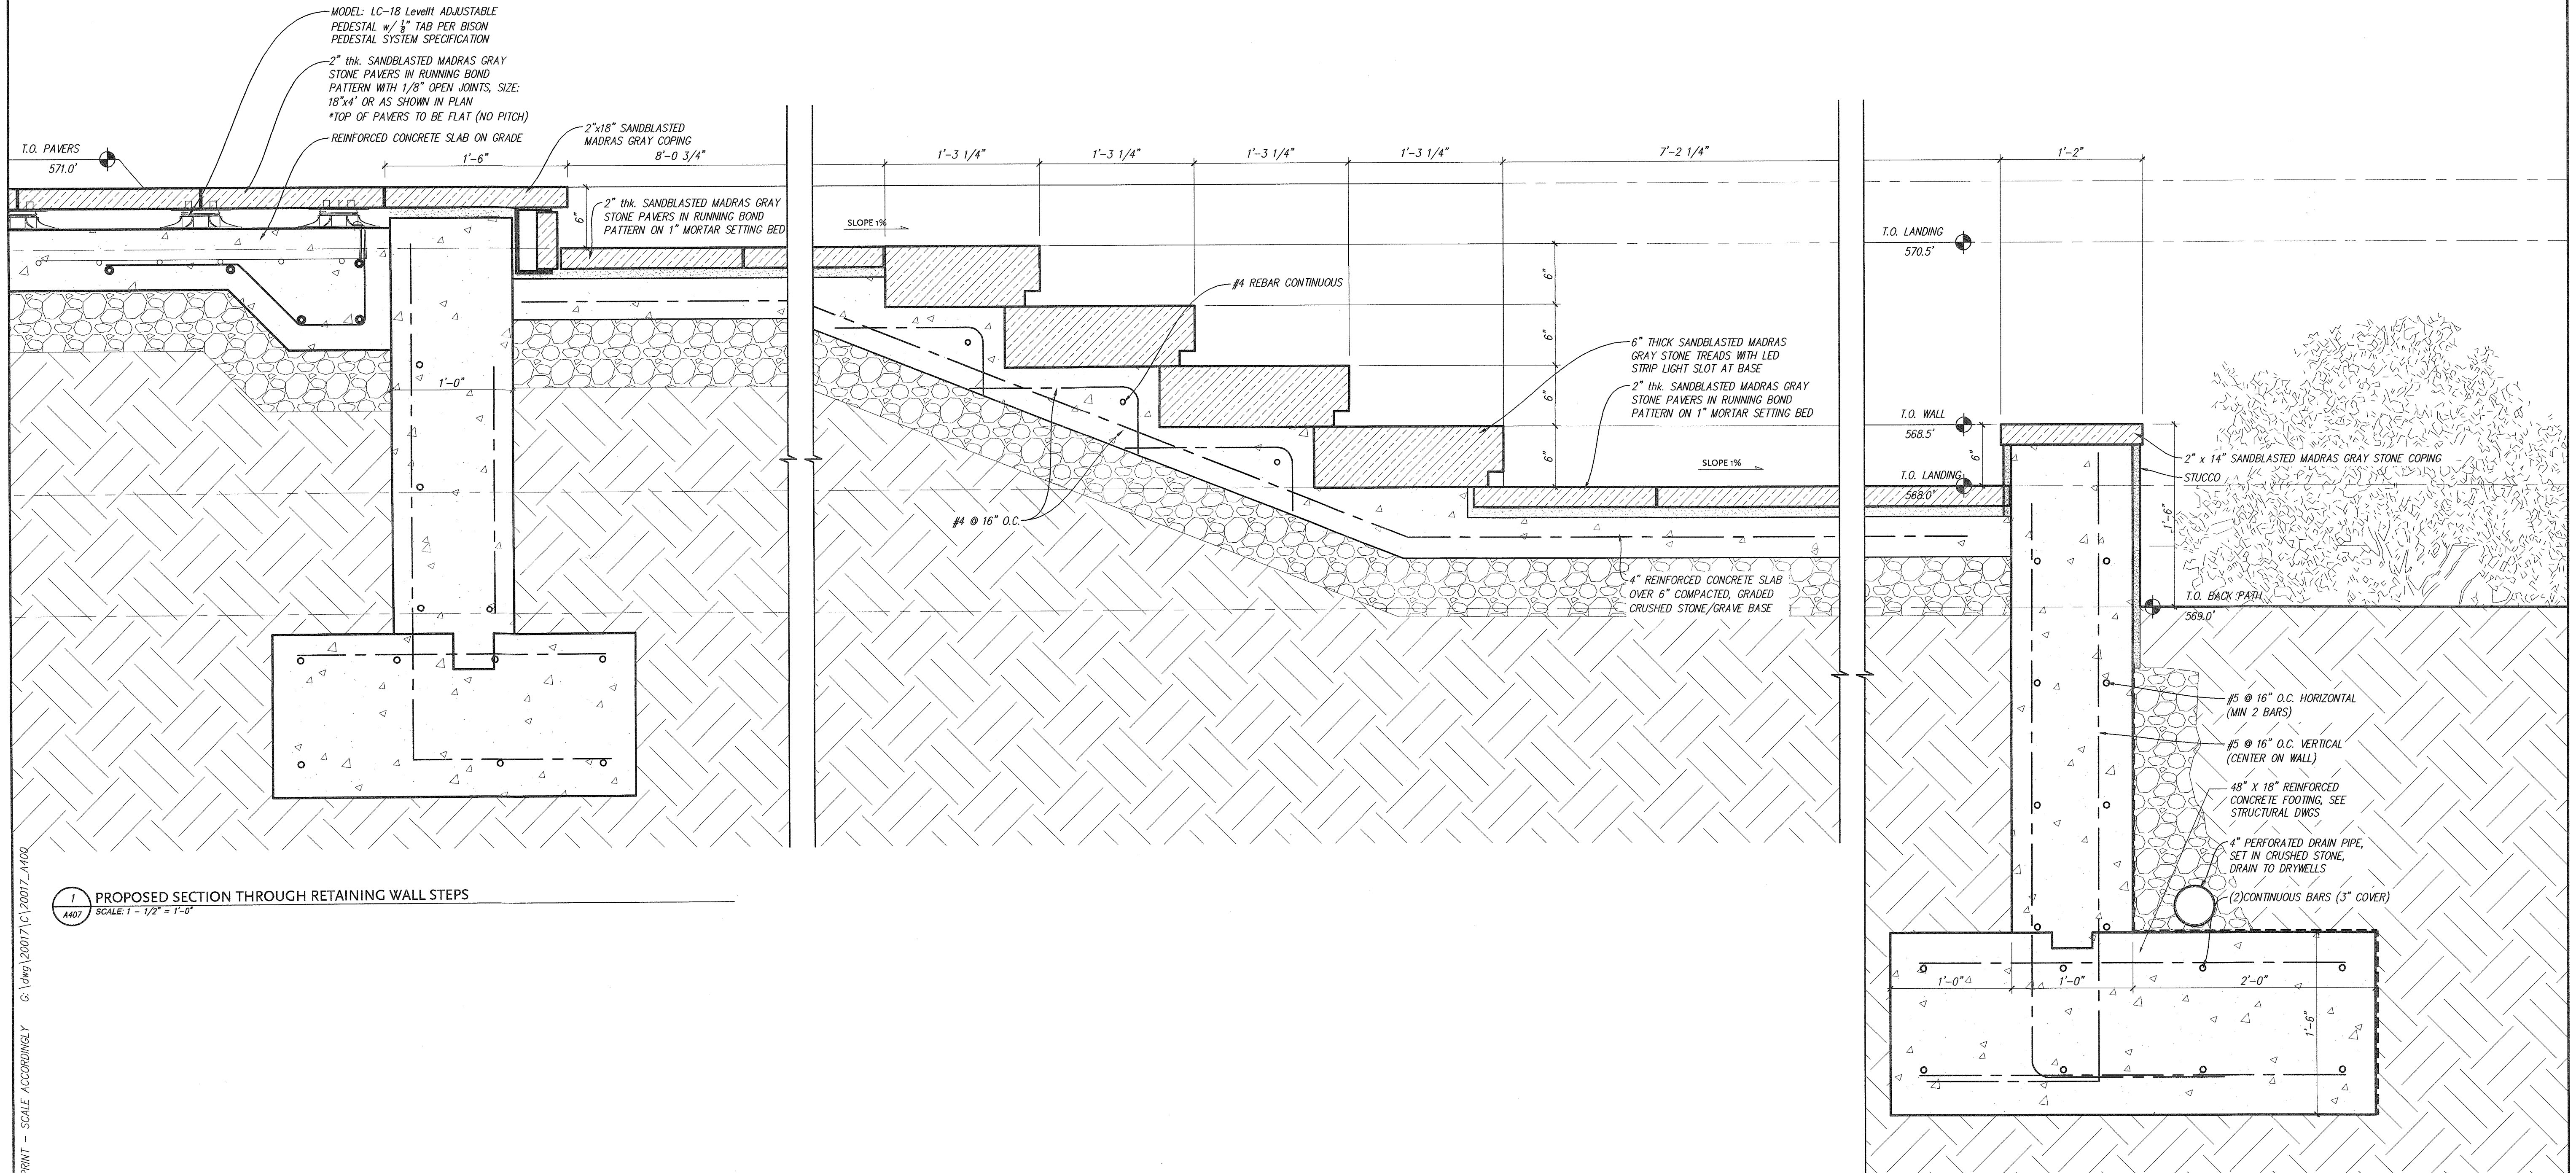 MODEL: LC-18 LevelIt ADJUSTABLE
PEDESTAL w/ 1/8" TAB PER BISON
PEDESTAL SYSTEM SPECIFICATION
2" thk. SANDBLASTED MADRAS GRAY
STONE PAVERS IN RUNNING BOND
PATTERN WITH 1/8" OPEN JOINTS, SIZE:
18"x4' OR AS SHOWN IN PLAN
*TOP OF PAVERS TO BE FLAT (NO PITCH)
REINFORCED CONCRETE SLAB ON GRADE
T.O. PAVERS
571.0'
1'-6"
2"x18" SANDBLASTED
MADRAS GRAY COPING
8'-0 3/4"
6"
2" thk. SANDBLASTED MADRAS GRAY
STONE PAVERS IN RUNNING BOND
PATTERN ON 1" MORTAR SETTING BED
1'-0"
SLOPE 1%
1'-3 1/4"
1'-3 1/4"
1'-3 1/4"
1'-3 1/4"
7'-2 1/4"
#4 REBAR CONTINUOUS
6"
6"
6"
6"
6" THICK SANDBLASTED MADRAS
GRAY STONE TREADS WITH LED
STRIP LIGHT SLOT AT BASE
2" thk. SANDBLASTED MADRAS GRAY
STONE PAVERS IN RUNNING BOND
PATTERN ON 1" MORTAR SETTING BED
SLOPE 1%
#4 @ 16" O.C.
4" REINFORCED CONCRETE SLAB
OVER 6" COMPACTED, GRADED
CRUSHED STONE/GRAVE BASE
1'-2"
T.O. LANDING
570.5'
T.O. WALL
568.5'
6"
T.O. LANDING
568.0'
2" x 14" SANDBLASTED MADRAS GRAY STONE COPING
STUCCO
1'-6"
T.O. BACK PATH
569.0'
#5 @ 16" O.C. HORIZONTAL
(MIN 2 BARS)
#5 @ 16" O.C. VERTICAL
(CENTER ON WALL)
48" X 18" REINFORCED
CONCRETE FOOTING, SEE
STRUCTURAL DWGS
4" PERFORATED DRAIN PIPE,
SET IN CRUSHED STONE,
DRAIN TO DRYWELLS
(2)CONTINUOUS BARS (3" COVER)
1'-0"
1'-0"
2'-0"
1'-6"
1
A407
PROPOSED SECTION THROUGH RETAINING WALL STEPS
SCALE: 1 - 1/2" = 1'-0"
PRINT - SCALE ACCORDINGLY G:\dwg\20017\C\20017_A400